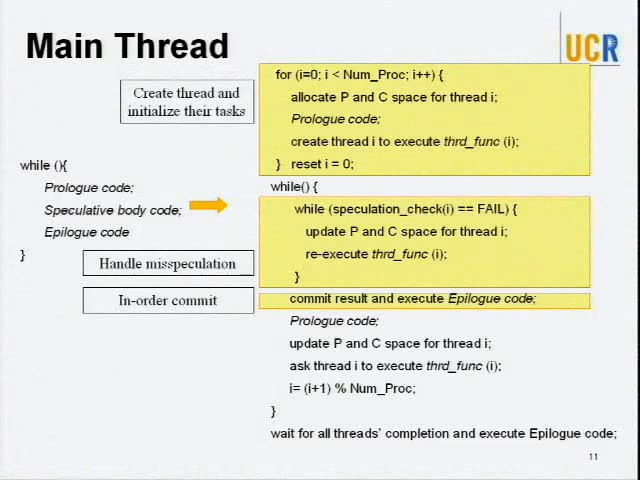 Main Thread
UCR
Create thread and
initialize their tasks
for (i=0; i < Num_Proc; i++) {
allocate P and C space for thread i;
Prologue code;
create thread i to execute thrd_func (i);
} reset i = 0;
while (){
Prologue code;
Speculative body code;
Epilogue code
}
while() {
while (speculation_check(i) == FAIL) {
update P and C space for thread i;
re-execute thrd_func (i);
}
Handle misspeculation
In-order commit
commit result and execute Epilogue code;
Prologue code;
update P and C space for thread i;
ask thread i to execute thrd_func (i);
i= (i+1) % Num_Proc;
}
wait for all threads' completion and execute Epilogue code;
11